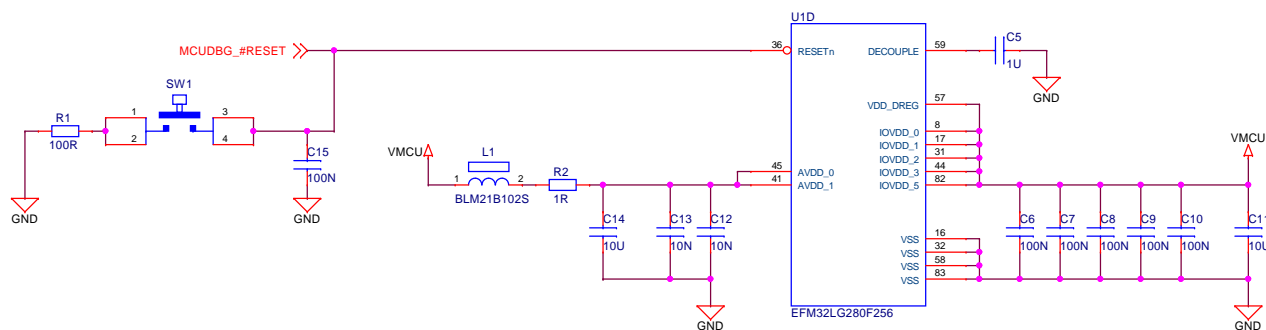 U1D
MCUDBG_#RESET
36
RESETn
DECOUPLE
59
C5
1U
GND
SW1
R1
100R
1
2
3
4
C15
100N
GND
GND
VMCU
L1
1
2
BLM21B102S
R2
1R
45
41
AVDD_0
AVDD_1
C14
10U
C13
10N
C12
10N
GND
VDD_DREG
57
IOVDD_0
8
IOVDD_1
17
IOVDD_2
31
IOVDD_3
44
IOVDD_5
82
VSS
16
VSS
32
VSS
58
VSS
83
EFM32LG280F256
VMCU
C6
100N
C7
100N
C8
100N
C9
100N
C10
100N
C11
10U
GND